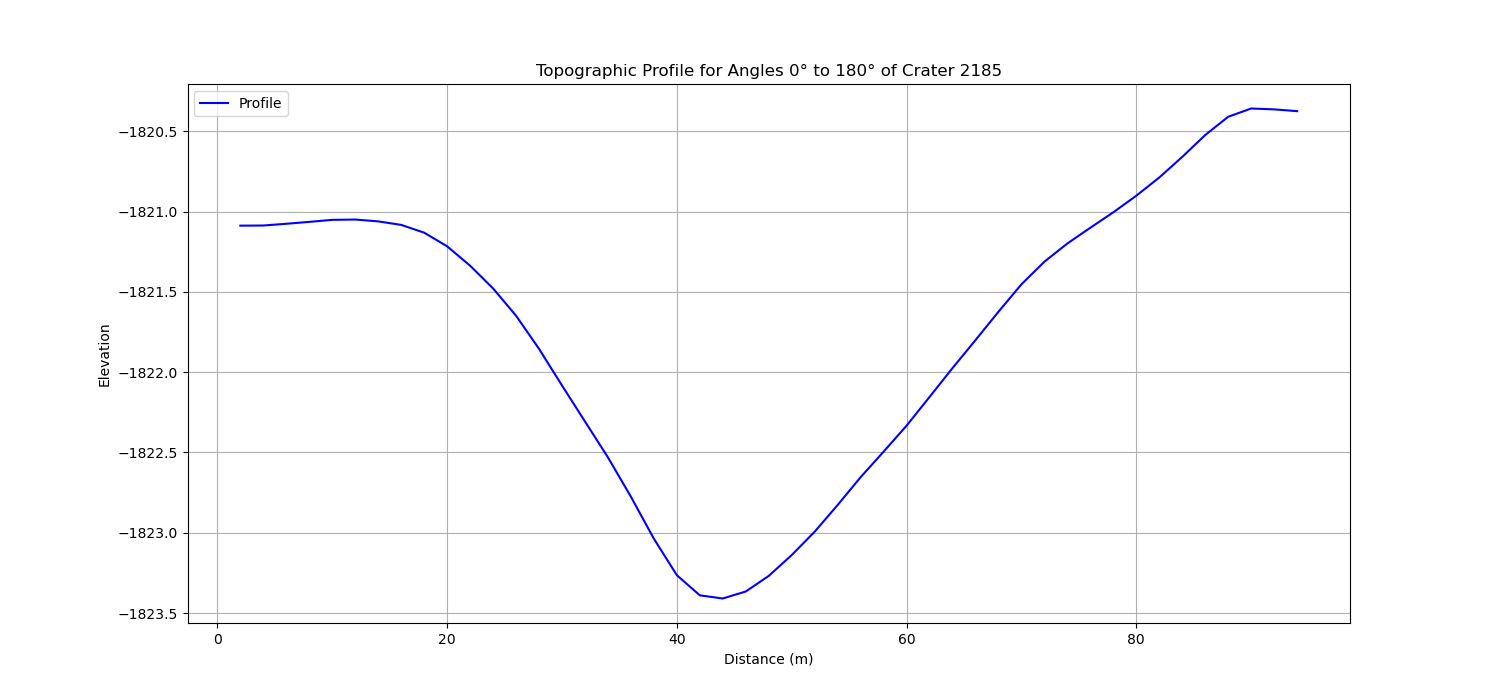 Topographic Profile for Angles 0° to 180° of Crater 2185
Profile
−1820.5
−1821.0
−1821.5
−1822.0
−1822.5
−1823.0
−1823.5
Elevation
0 20 40 60 80
Distance (m)